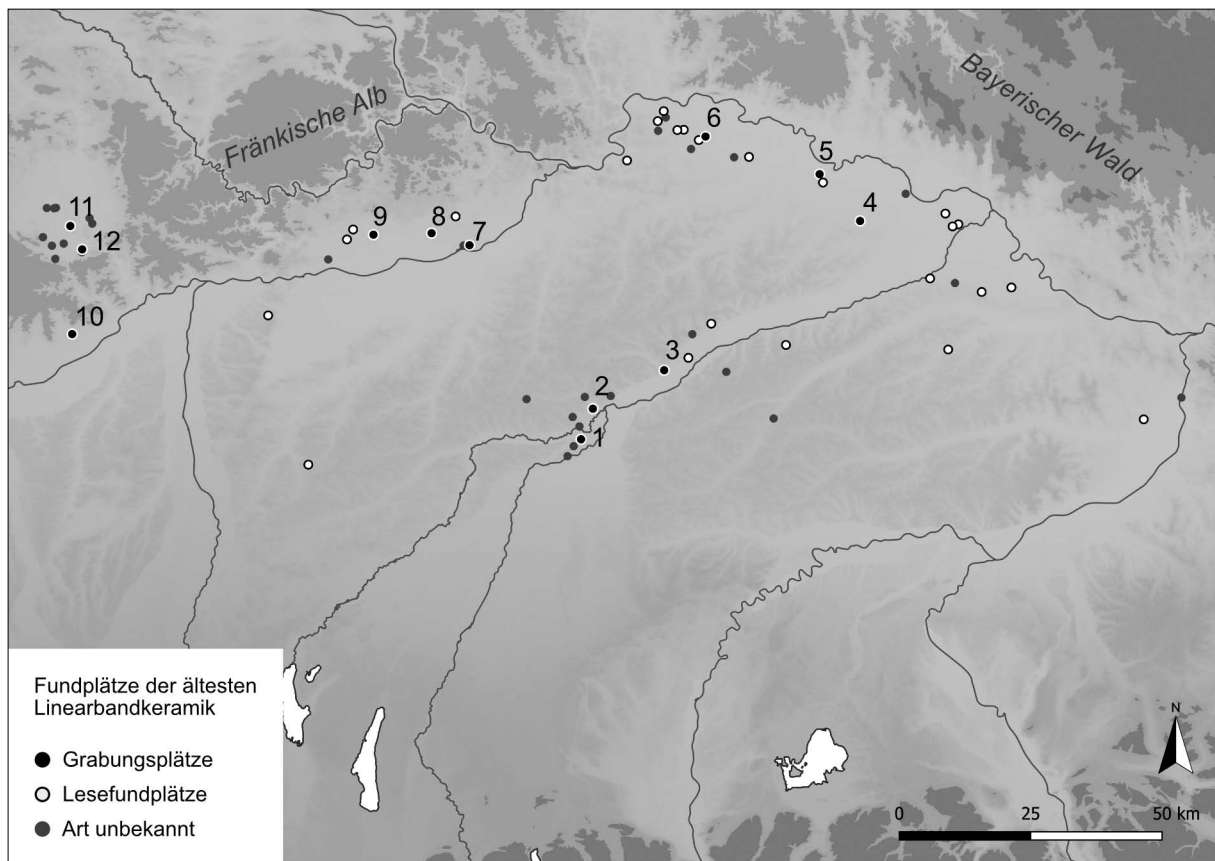 Bayerischer Wald
Fränkische Alb
6
5
4
11
12
9
8
7
10
3
2
1
Fundplätze der ältesten
Linearbandkeramik
Grabungsplätze
Lesefundplätze
Art unbekannt
N
0 25 50 km